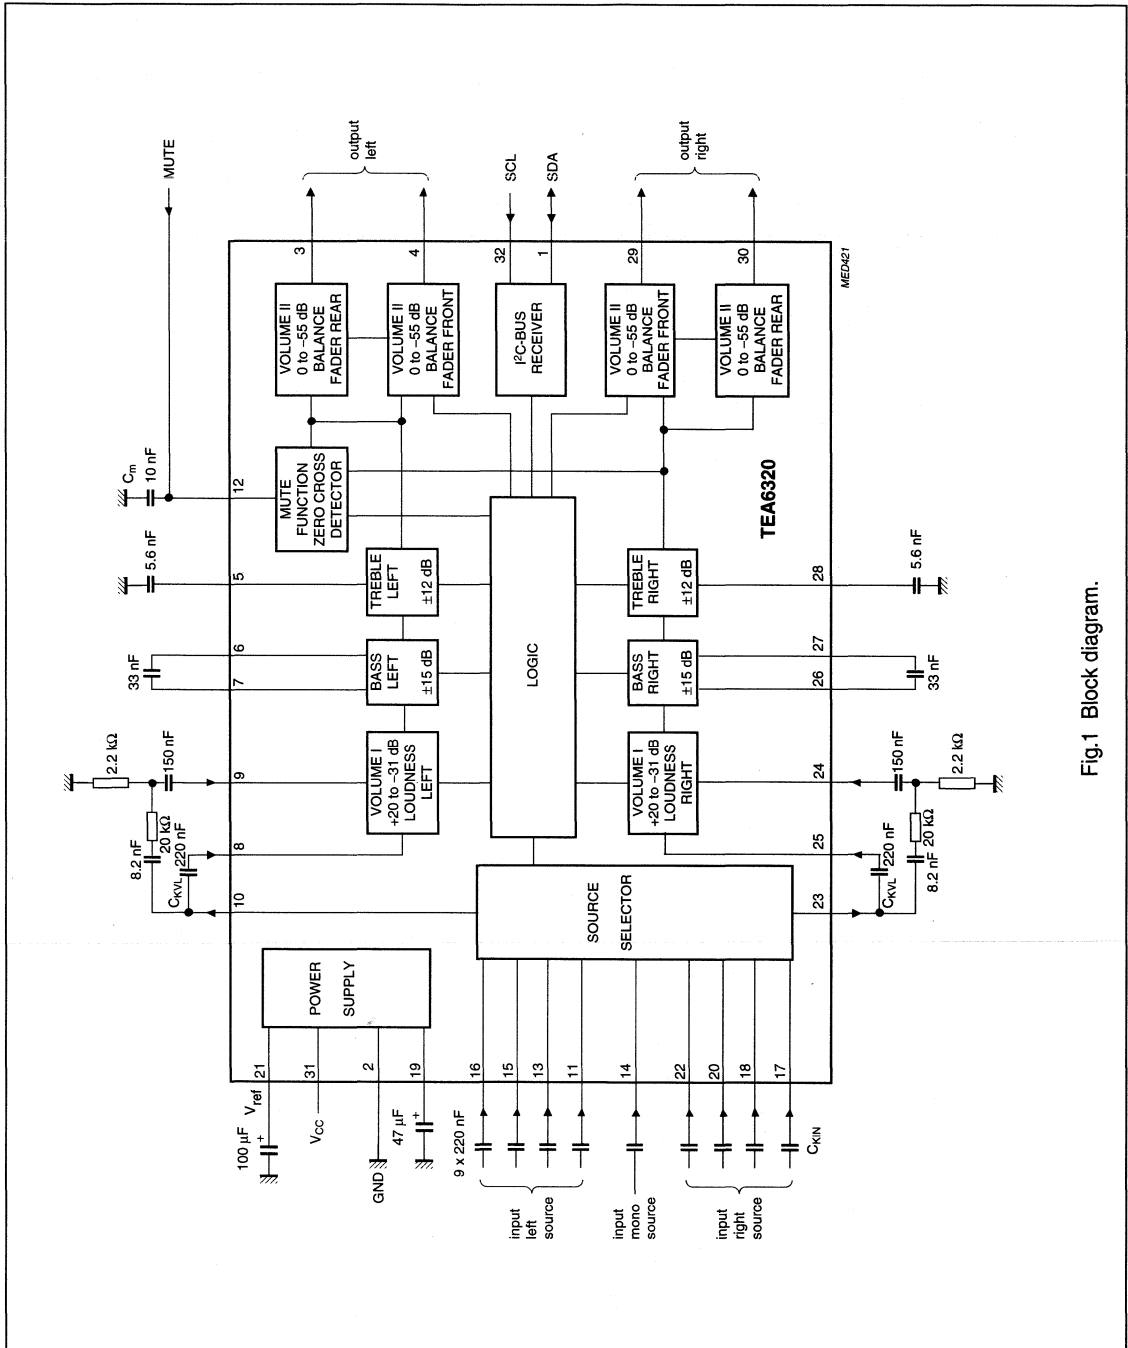 MUTE
Cm
10 nF
12
5.6 nF
5
33 nF
6
7
2.2 kΩ
150 nF
9
20 kΩ
8.2 nF
220 nF
CKVL
8
10
output
left
3
4
SCL
32
SDA
1
output
right
29
30
MED421
VOLUME II
0 to −55 dB
BALANCE
FADER REAR
VOLUME II
0 to −55 dB
BALANCE
FADER FRONT
I²C-BUS
RECEIVER
VOLUME II
0 to −55 dB
BALANCE
FADER FRONT
VOLUME II
0 to −55 dB
BALANCE
FADER REAR
MUTE
FUNCTION
ZERO CROSS
DETECTOR
TREBLE
LEFT
±12 dB
BASS
LEFT
±15 dB
VOLUME I
+20 to −31 dB
LOUDNESS
LEFT
LOGIC
TREBLE
RIGHT
±12 dB
BASS
RIGHT
±15 dB
VOLUME I
+20 to −31 dB
LOUDNESS
RIGHT
TEA6320
SOURCE
SELECTOR
POWER
SUPPLY
28
5.6 nF
27
26
33 nF
24
150 nF
2.2 kΩ
25
20 kΩ
220 nF
8.2 nF
CKVL
23
21
Vref
100 μF
+
31
VCC
2
GND
19
47 μF
+
16
15
13
11
14
22
20
18
17
9 x 220 nF
CKIN
input
left
source
input
mono
source
input
right
source
Fig.1 Block diagram.